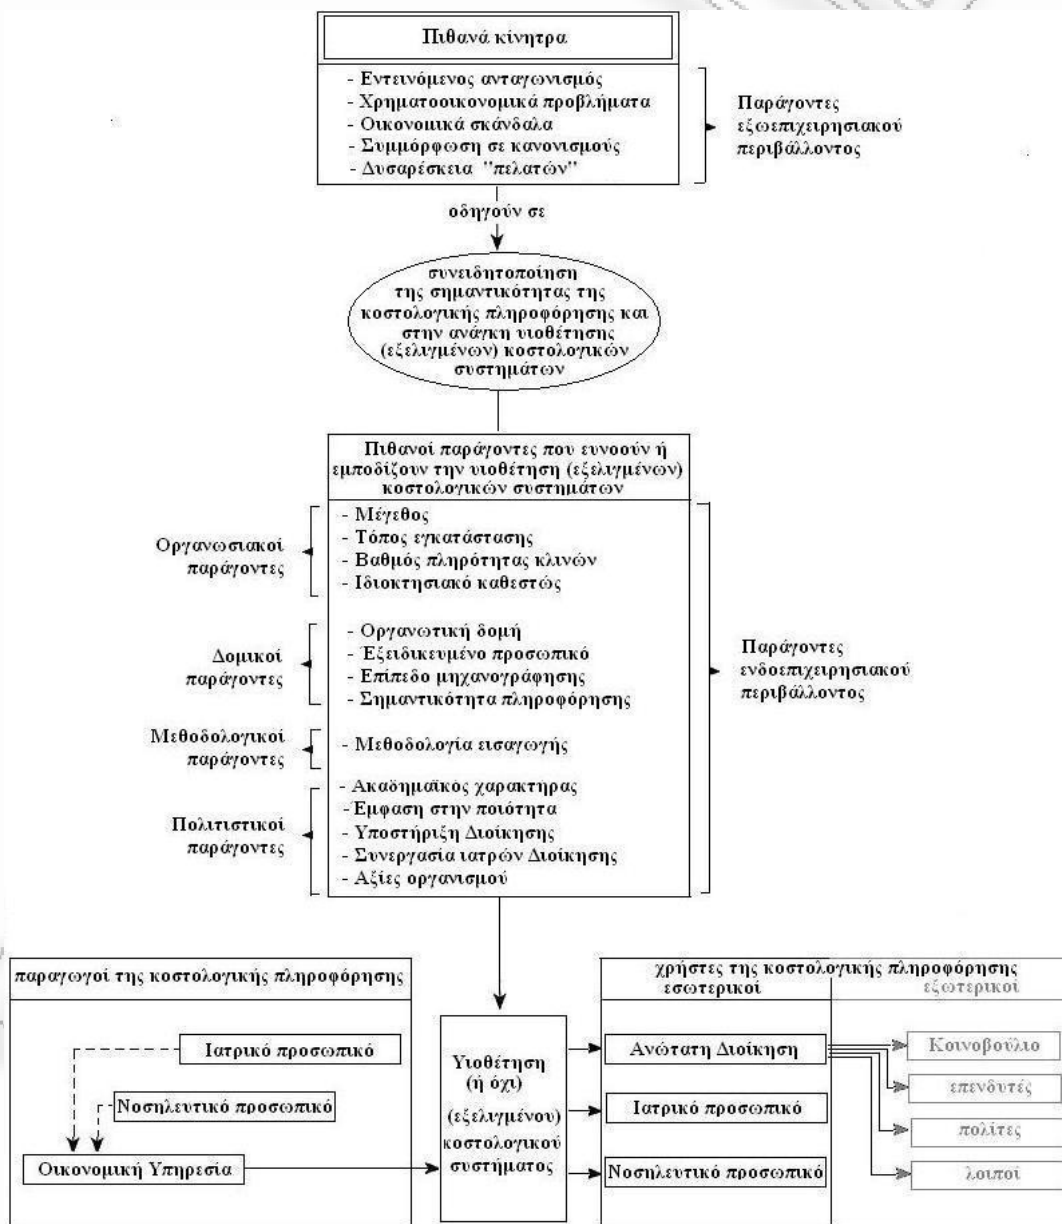 Πιθανά κίνητρα
- Εντεινόμενος ανταγωνισμός
- Χρηματοοικονομικά προβλήματα
- Οικονομικά σκάνδαλα
- Συμμόρφωση σε κανονισμούς
- Δυσαρέσκεια "πελατών"
Παράγοντες
εξωεπιχειρησιακού
περιβάλλοντος
οδηγούν σε
συνειδητοποίηση
της σημαντικότητας της
κοστολογικής πληροφόρησης και
στην ανάγκη υιοθέτησης
(εξελιγμένων) κοστολογικών
συστημάτων
Πιθανοί παράγοντες που ευνοούν ή
εμποδίζουν την υιοθέτηση (εξελιγμένων)
κοστολογικών συστημάτων
Οργανωσιακοί
παράγοντες
- Μέγεθος
- Τόπος εγκατάστασης
- Βαθμός πληρότητας κλινών
- Ιδιοκτησιακό καθεστώς
Δομικοί
παράγοντες
- Οργανωτική δομή
- Εξειδικευμένο προσωπικό
- Επίπεδο μηχανογράφησης
- Σημαντικότητα πληροφόρησης
Παράγοντες
ενδοεπιχειρησιακού
περιβάλλοντος
Μεθοδολογικοί
παράγοντες
- Μεθοδολογία εισαγωγής
Πολιτιστικοί
παράγοντες
- Ακαδημαϊκός χαρακτηρας
- Έμφαση στην ποιότητα
- Υποστήριξη Διοίκησης
- Συνεργασία ιατρών Διοίκησης
- Αξίες οργανισμού
παραγωγοί της κοστολογικής πληροφόρησης
Ιατρικό προσωπικό
Νοσηλευτικό προσωπικό
Οικονομική Υπηρεσία
Υιοθέτηση
(ή όχι)
(εξελιγμένου)
κοστολογικού
συστήματος
χρήστες της κοστολογικής πληροφόρησης
εσωτερικοί εξωτερικοί
Ανώτατη Διοίκηση
Ιατρικό προσωπικό
Νοσηλευτικό προσωπικό
Κοινοβούλιο
επενδυτές
πολίτες
λοιποί